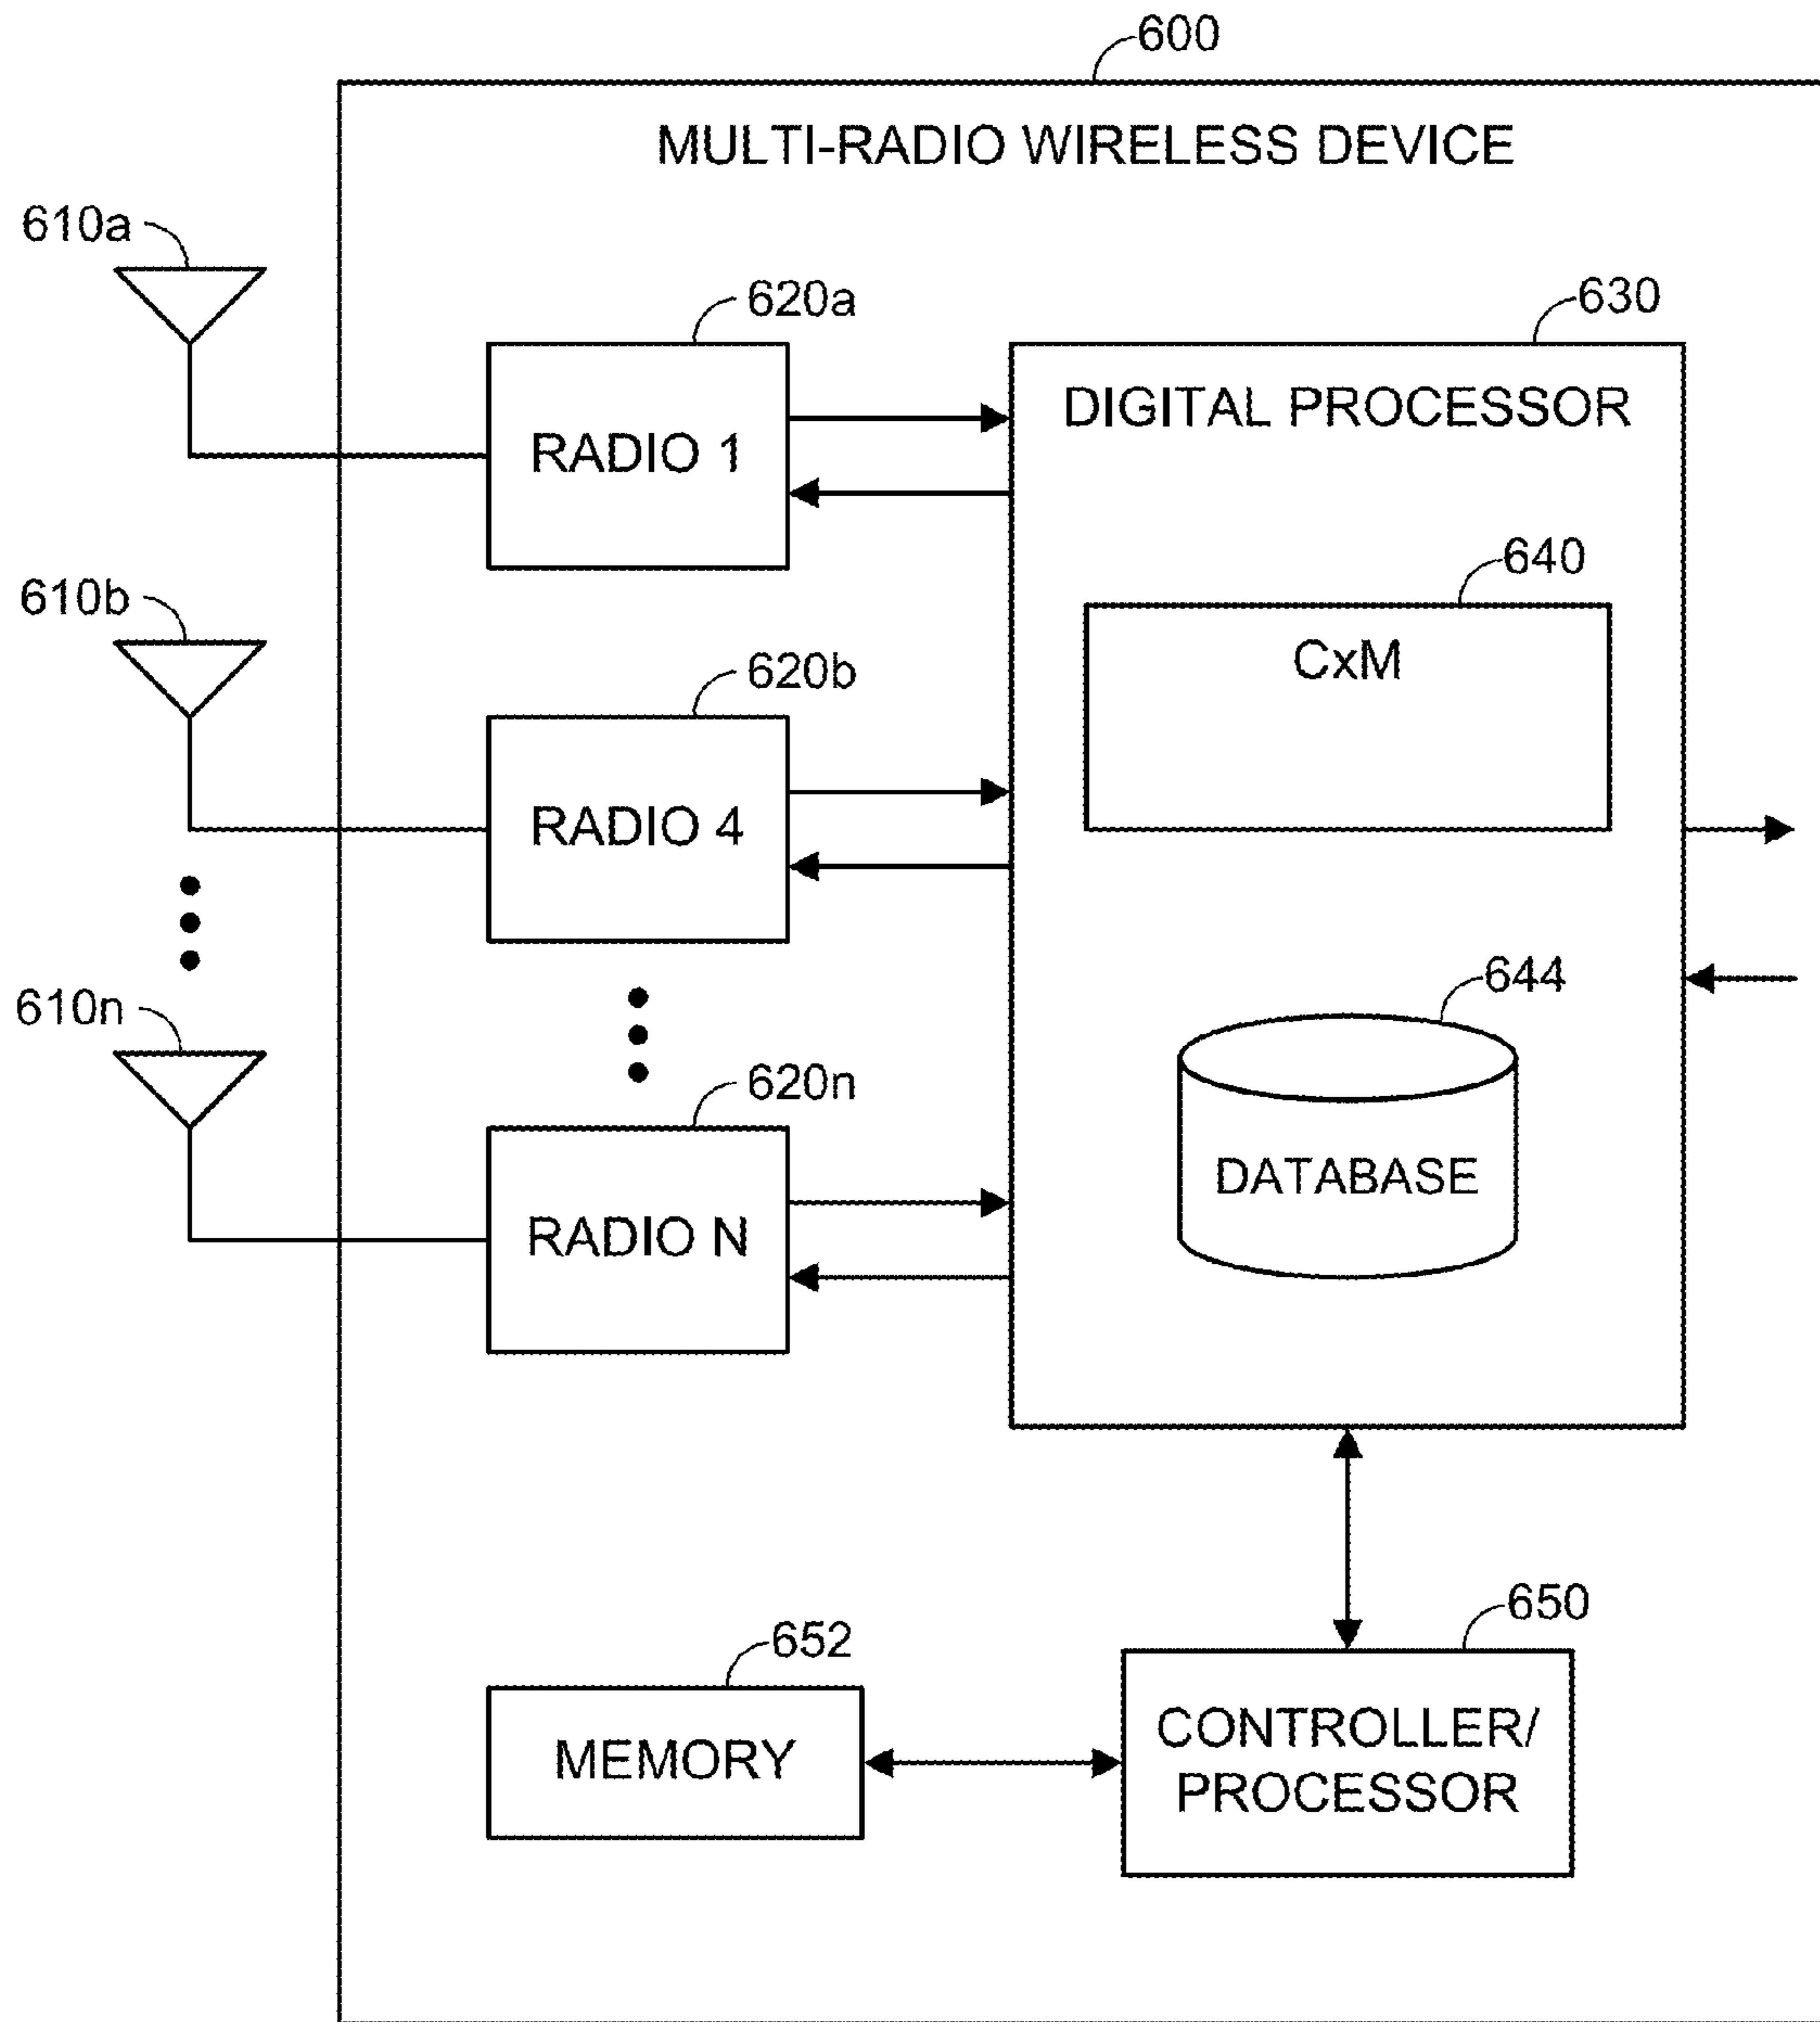 600
MULTI-RADIO WIRELESS DEVICE
610a
620a
630
RADIO 1
DIGITAL PROCESSOR
640
CxM
610b
620b
RADIO 4
644
DATABASE
610n
620n
RADIO N
652
MEMORY
650
CONTROLLER/
PROCESSOR